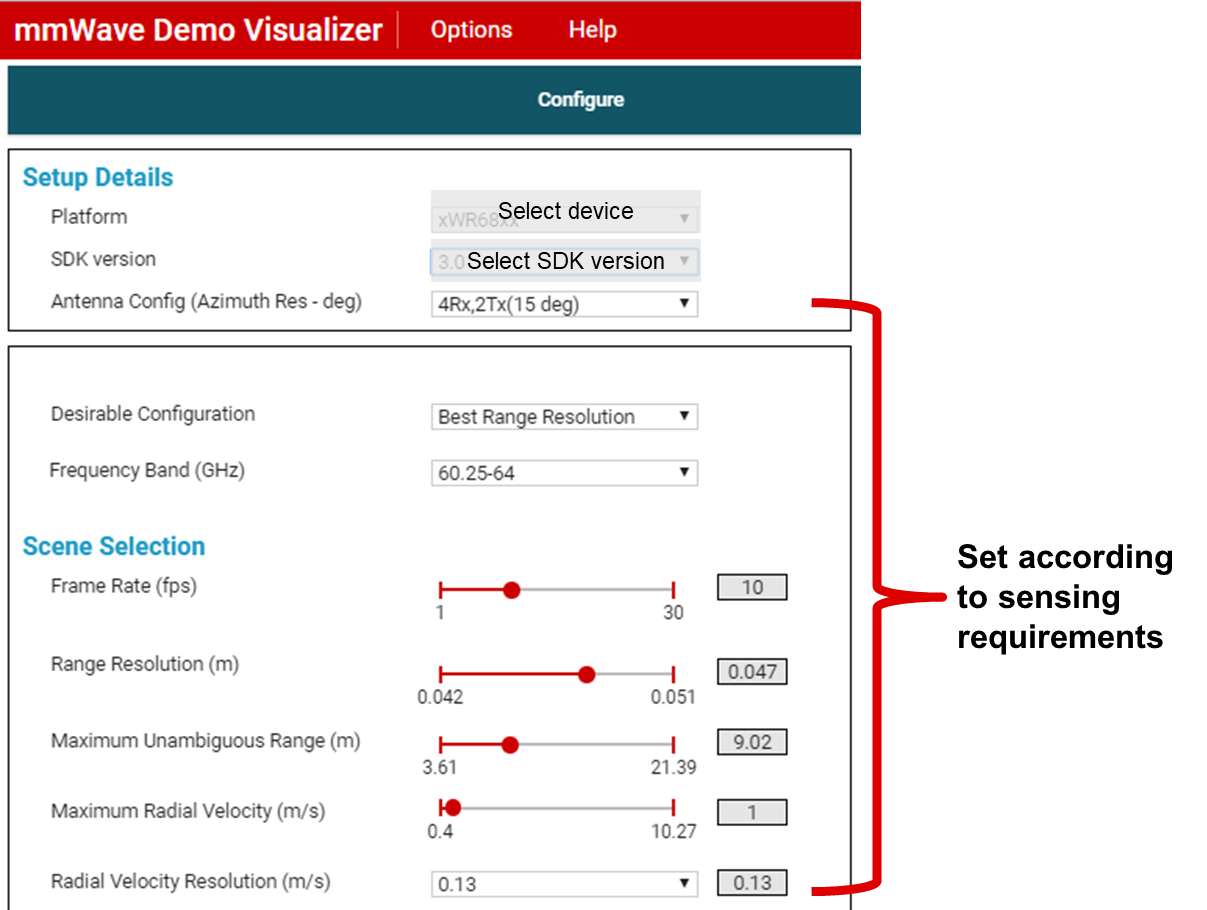 mmWave Demo Visualizer Options Help
Configure
Setup Details
Platform xWR68xx Select device ▼
SDK version 3.0 Select SDK version ▼
Antenna Config (Azimuth Res - deg) 4Rx,2Tx(15 deg) ▼
Desirable Configuration Best Range Resolution ▼
Frequency Band (GHz) 60.25-64 ▼
Scene Selection
Frame Rate (fps) 10
1 30
Range Resolution (m) 0.047
0.042 0.051
Maximum Unambiguous Range (m) 9.02
3.61 21.39
Maximum Radial Velocity (m/s) 1
0.4 10.27
Radial Velocity Resolution (m/s) 0.13 ▼ 0.13
Set according
to sensing
requirements